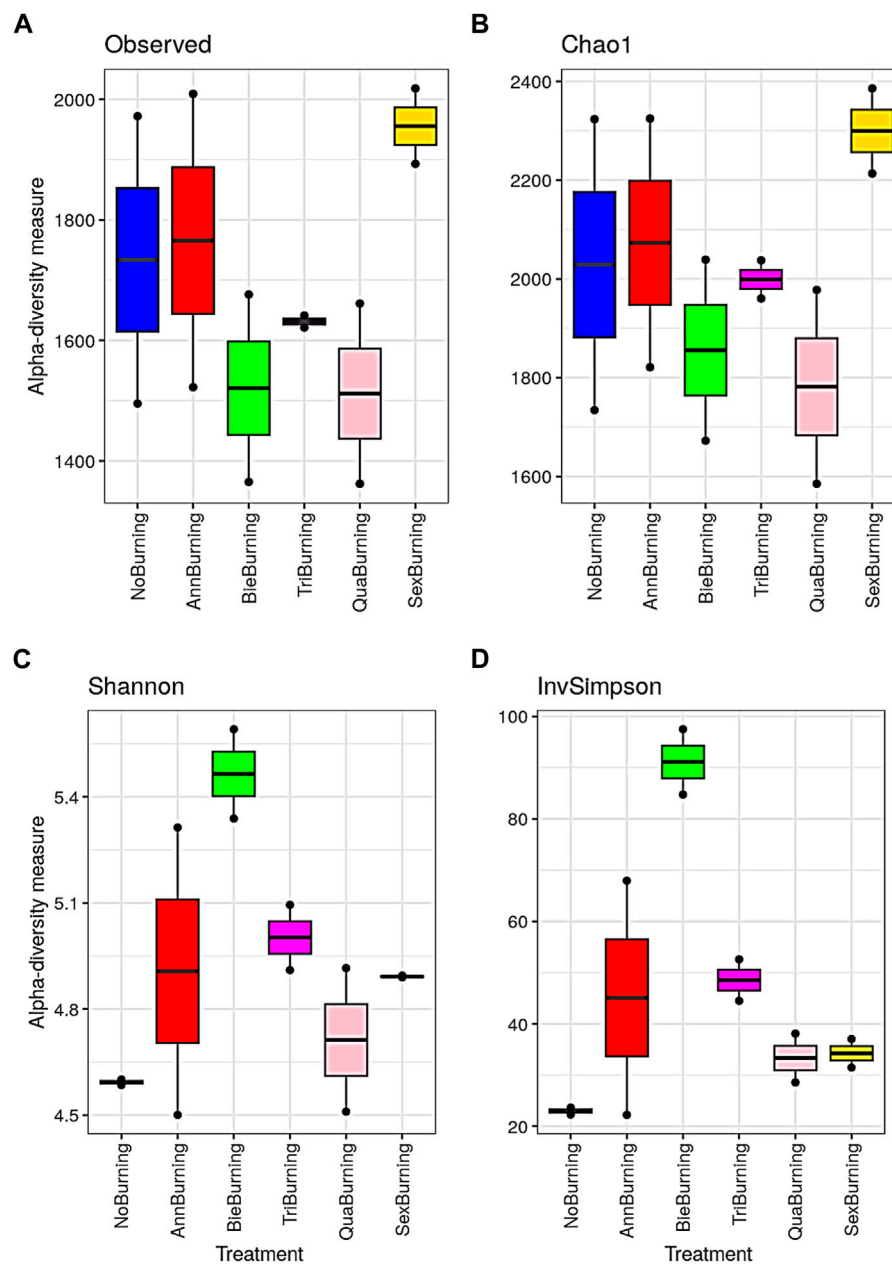 A
Observed
Alpha-diversity measure
2000
1800
1600
1400
NoBurning
AnnBurning
BieBurning
TriBurning
QuaBurning
SexBurning
B
Chao1
2400
2200
2000
1800
1600
NoBurning
AnnBurning
BieBurning
TriBurning
QuaBurning
SexBurning
C
Shannon
Alpha-diversity measure
5.4
5.1
4.8
4.5
NoBurning
AnnBurning
BieBurning
TriBurning
QuaBurning
SexBurning
Treatment
D
InvSimpson
100
80
60
40
20
NoBurning
AnnBurning
BieBurning
TriBurning
QuaBurning
SexBurning
Treatment